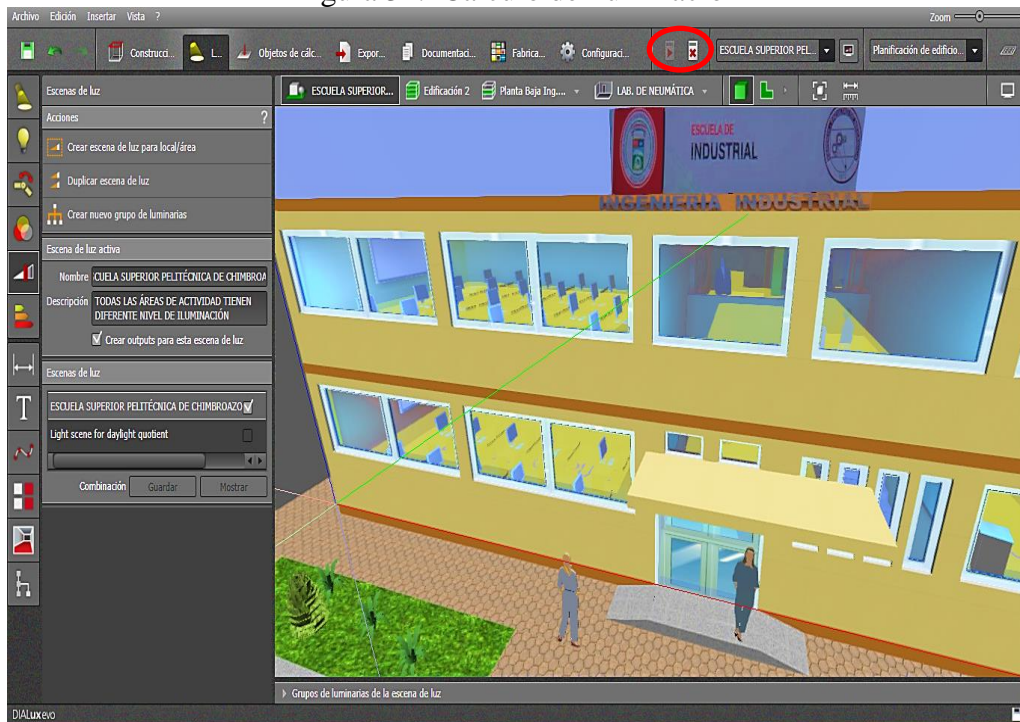 Archivo Edición Insertar Vista ? Zoom
Construcci... L... Objetos de cálc... Expor... Documentaci... Fabrica... Configuraci... ESCUELA SUPERIOR PEL... Planificación de edificio...
Escenas de luz
ESCUELA SUPERIOR... Edificación 2 Planta Baja Ing.... LAB. DE NEUMÁTICA
Acciones ?
Crear escena de luz para local/área
Duplicar escena de luz
Crear nuevo grupo de luminarias
Escena de luz activa
Nombre CUELA SUPERIOR PELITÉCNICA DE CHIMBROA
Descripción TODAS LAS ÁREAS DE ACTIVIDAD TIENEN
DIFERENTE NIVEL DE ILUMINACIÓN
Crear outputs para esta escena de luz
Escenas de luz
ESCUELA SUPERIOR PELITÉCNICA DE CHIMBROAZO
Light scene for daylight quotient
Combinación Guardar Mostrar
T
ESCUELA DE
INDUSTRIAL
INGENIERIA INDUSTRIAL
Grupos de luminarias de la escena de luz
DIALuxevo